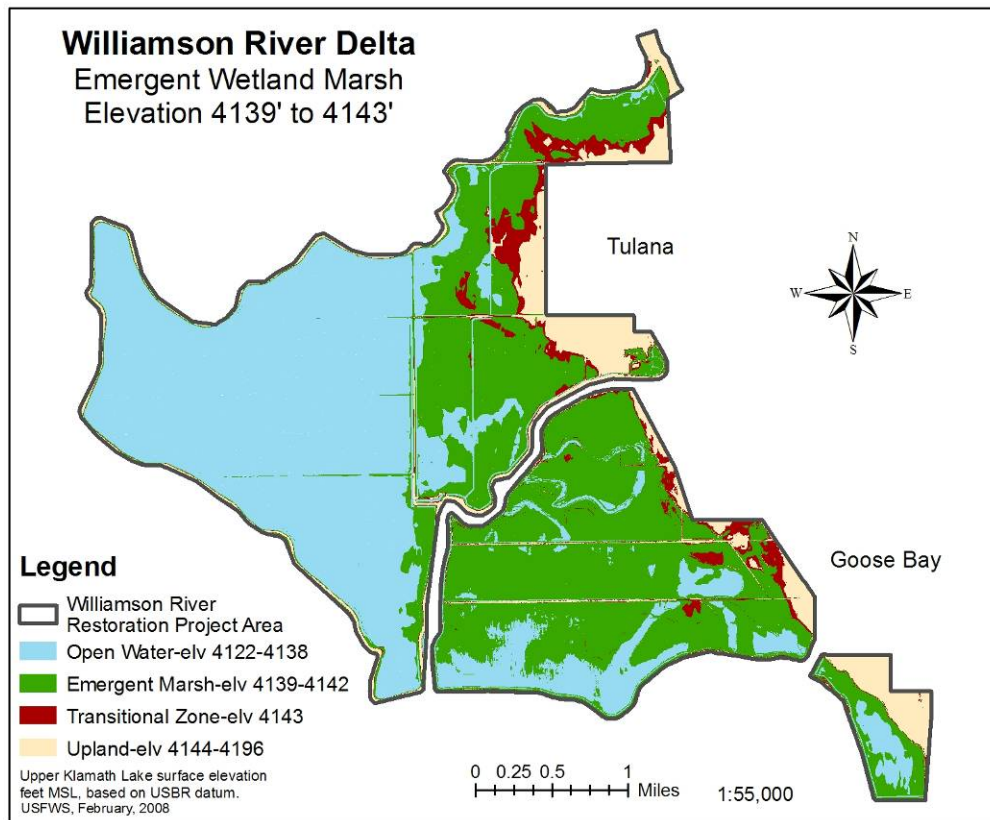 Williamson River Delta
Emergent Wetland Marsh
Elevation 4139' to 4143'
Tulana
N
W
E
S
Goose Bay
Legend
Williamson River
Restoration Project Area
Open Water-elv 4122-4138
Emergent Marsh-elv 4139-4142
Transitional Zone-elv 4143
Upland-elv 4144-4196
Upper Klamath Lake surface elevation
feet MSL, based on USBR datum.
USFWS, February, 2008
0 0.25 0.5 1
Miles
1:55,000